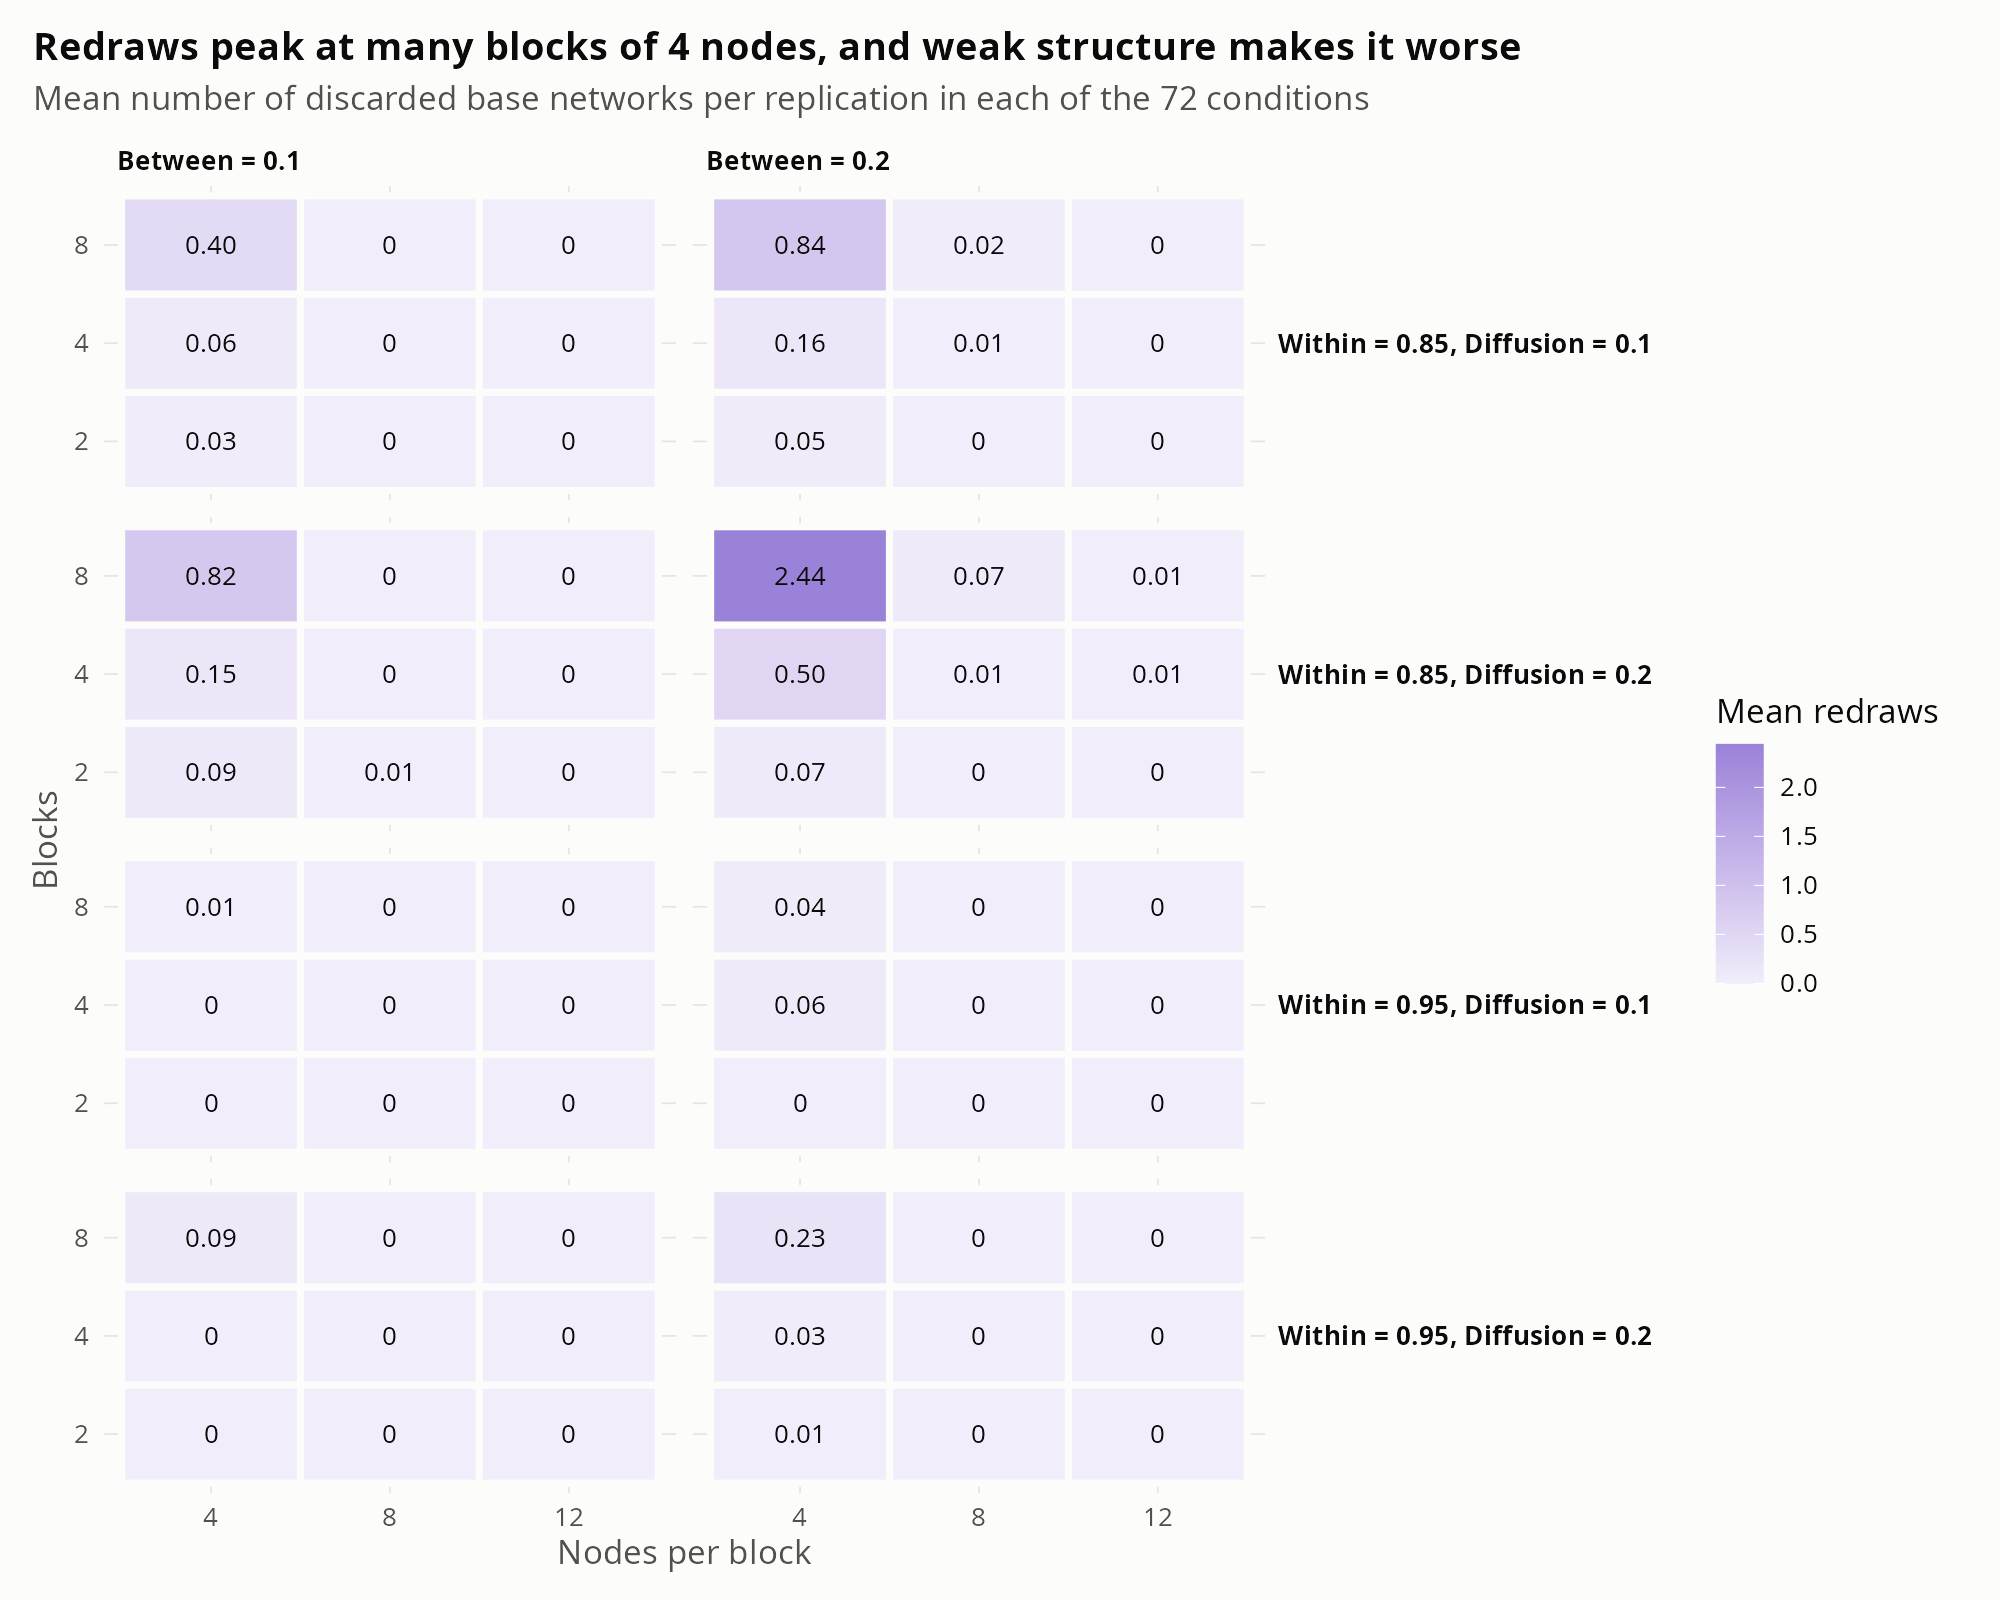 Redraws peak at many blocks of 4 nodes, and weak structure makes it worse
Mean number of discarded base networks per replication in each of the 72 conditions
Between = 0.1 Between = 0.2
8 0.40 0 0 0.84 0.02 0
4 0.06 0 0 0.16 0.01 0 Within = 0.85, Diffusion = 0.1
2 0.03 0 0 0.05 0 0
8 0.82 0 0 2.44 0.07 0.01
4 0.15 0 0 0.50 0.01 0.01 Within = 0.85, Diffusion = 0.2
2 0.09 0.01 0 0.07 0 0
8 0.01 0 0 0.04 0 0
4 0 0 0 0.06 0 0 Within = 0.95, Diffusion = 0.1
2 0 0 0 0 0 0
8 0.09 0 0 0.23 0 0
4 0 0 0 0.03 0 0 Within = 0.95, Diffusion = 0.2
2 0 0 0 0.01 0 0
4 8 12 4 8 12
Nodes per block
Blocks
Mean redraws
2.0
1.5
1.0
0.5
0.0